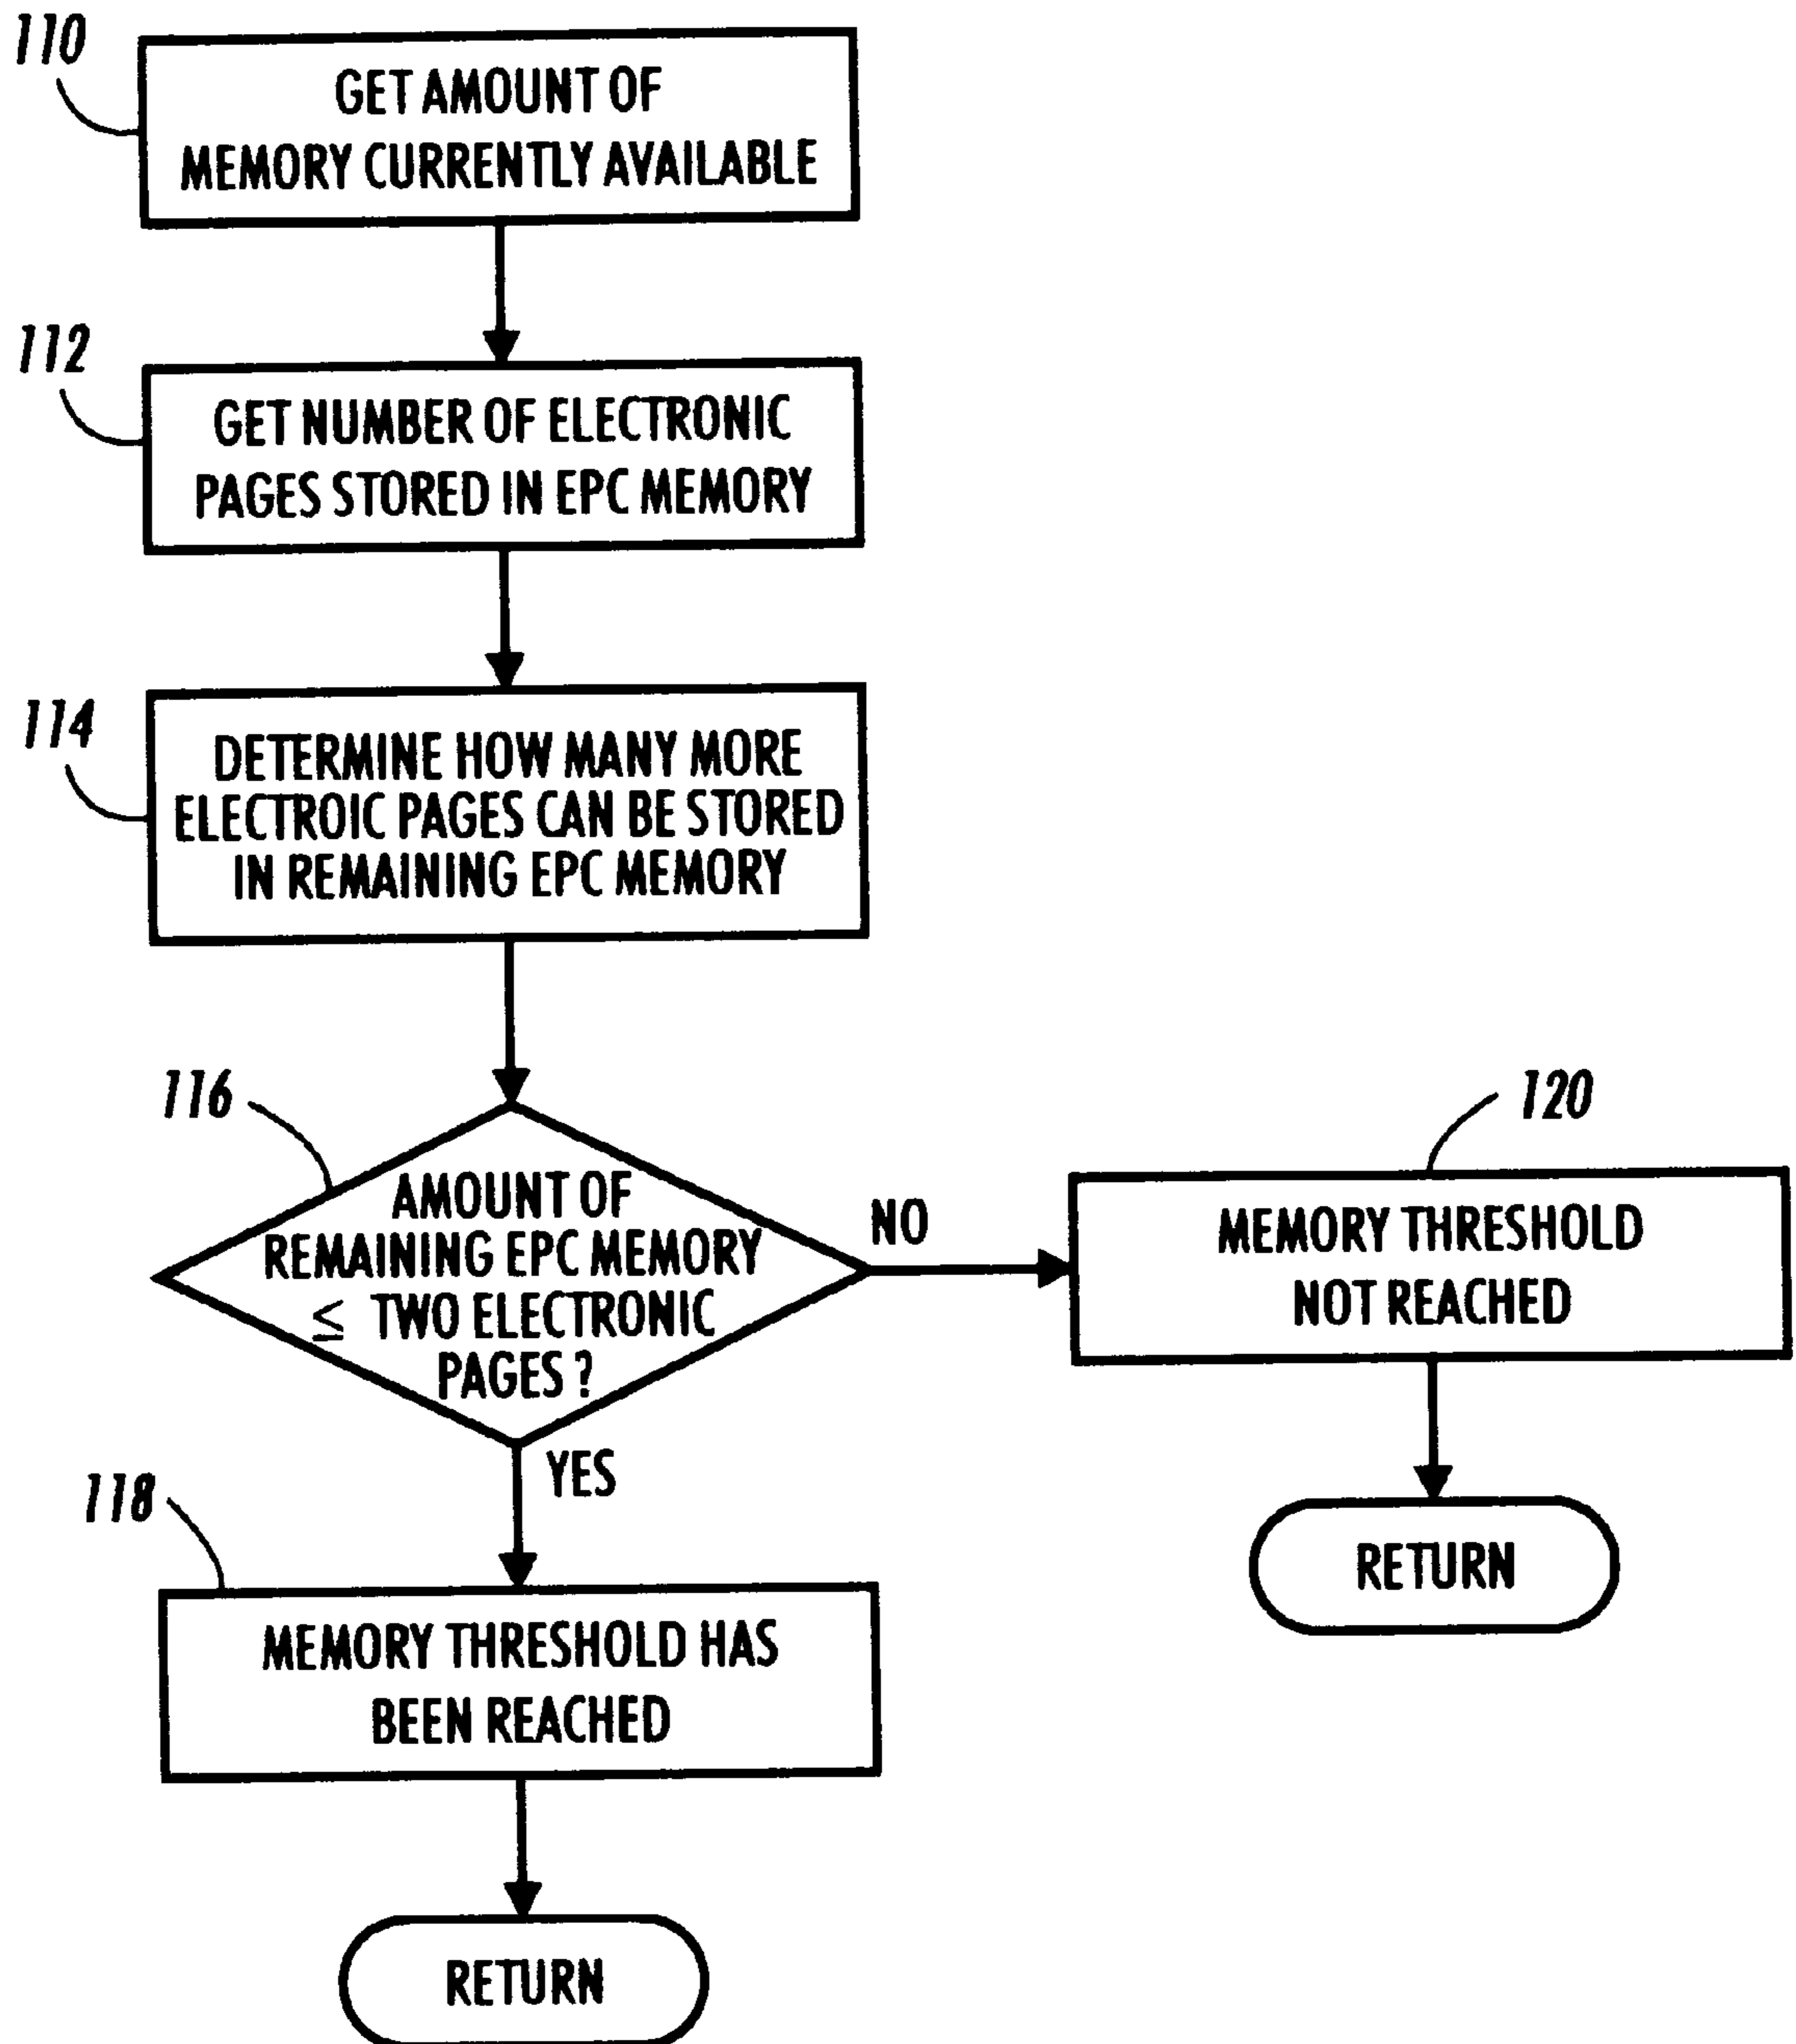 110
GET AMOUNT OF
MEMORY CURRENTLY AVAILABLE
112
GET NUMBER OF ELECTRONIC
PAGES STORED IN EPC MEMORY
114
DETERMINE HOW MANY MORE
ELECTROIC PAGES CAN BE STORED
IN REMAINING EPC MEMORY
116
AMOUNT OF
REMAINING EPC MEMORY
≤ TWO ELECTRONIC
PAGES ?
NO
120
MEMORY THRESHOLD
NOT REACHED
RETURN
YES
118
MEMORY THRESHOLD HAS
BEEN REACHED
RETURN